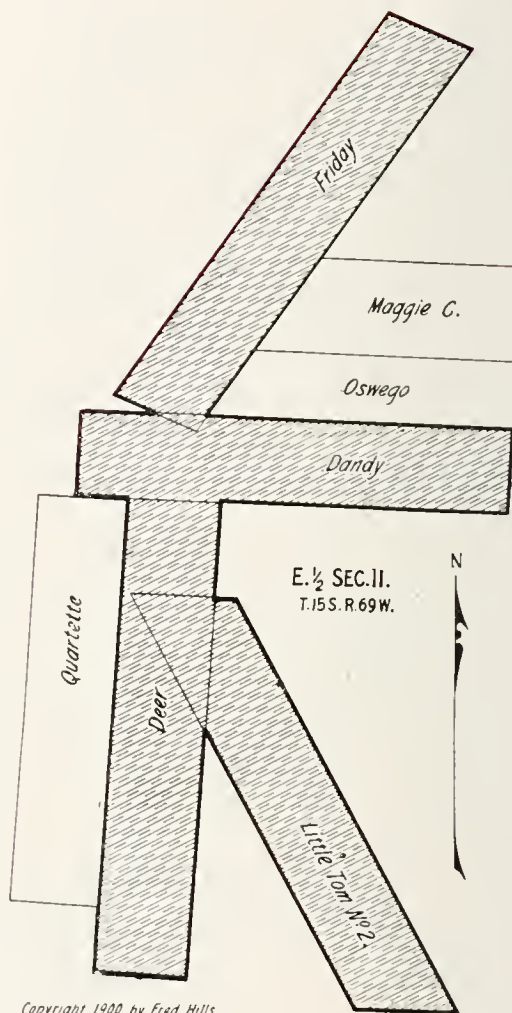 Friday
Maggie C.
Oswego
Dandy
E. ½ SEC. 11.
T. 15 S. R. 69 W.
N
Quartette
Deer
Little Tom Nº 2.
Copyright 1900 by Fred Hills